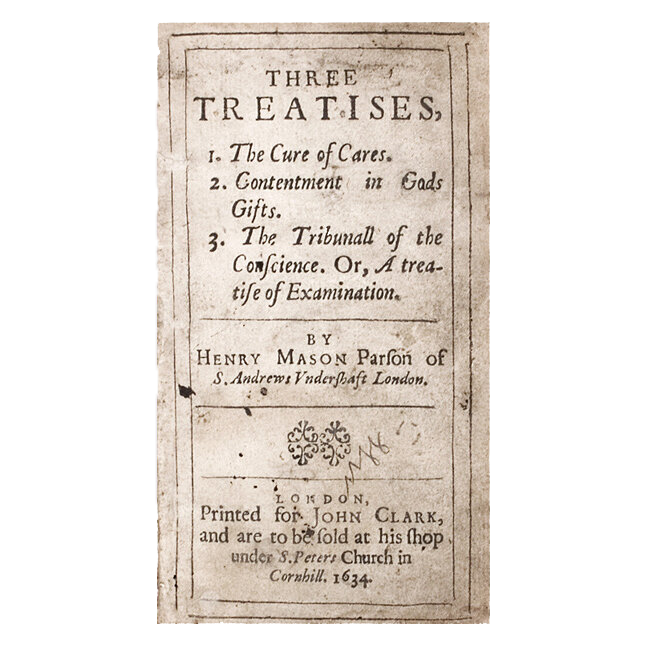 THREE
TREATISES,
1. The Cure of Cares.
2. Contentment in Gods
Gifts.
3. The Tribunall of the
Conſcience. Or, A trea-
tiſe of Examination.
BY
HENRY MASON Parſon of
S. Andrews Vnderſhaft London.
LONDON,
Printed for JOHN CLARK,
and are to be ſold at his ſhop
under S. Peters Church in
Cornhill. 1634.